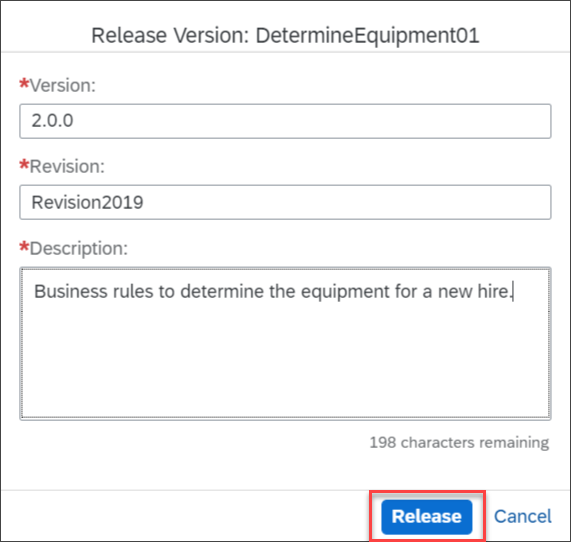 Release Version: DetermineEquipment01
*Version:
2.0.0
*Revision:
Revision2019
*Description:
Business rules to determine the equipment for a new hire.
198 characters remaining
Release Cancel